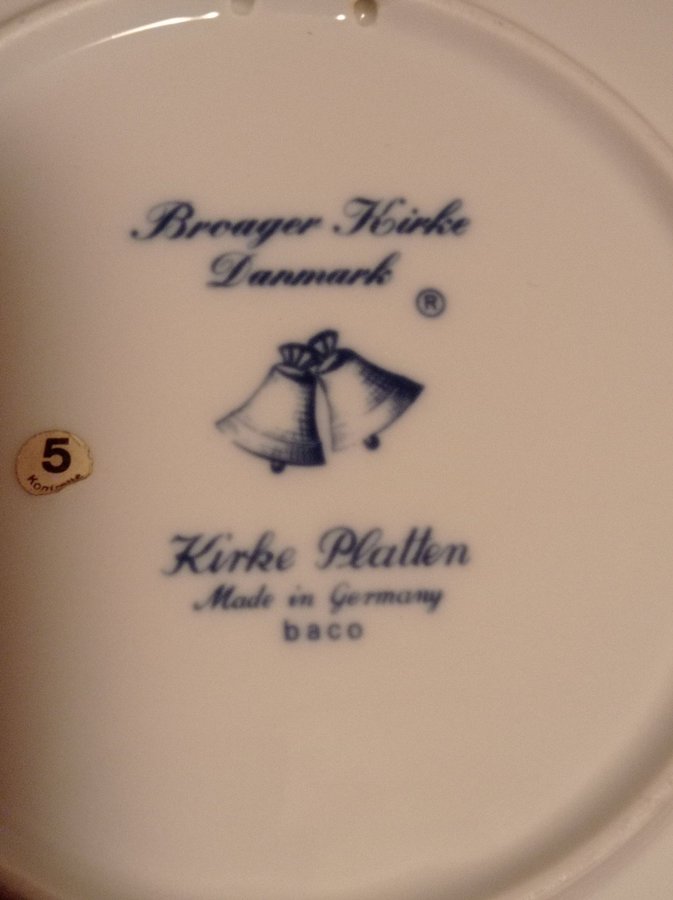 Broager Kirke
Danmark
®
5
Kirke Platten
Made in Germany
baco